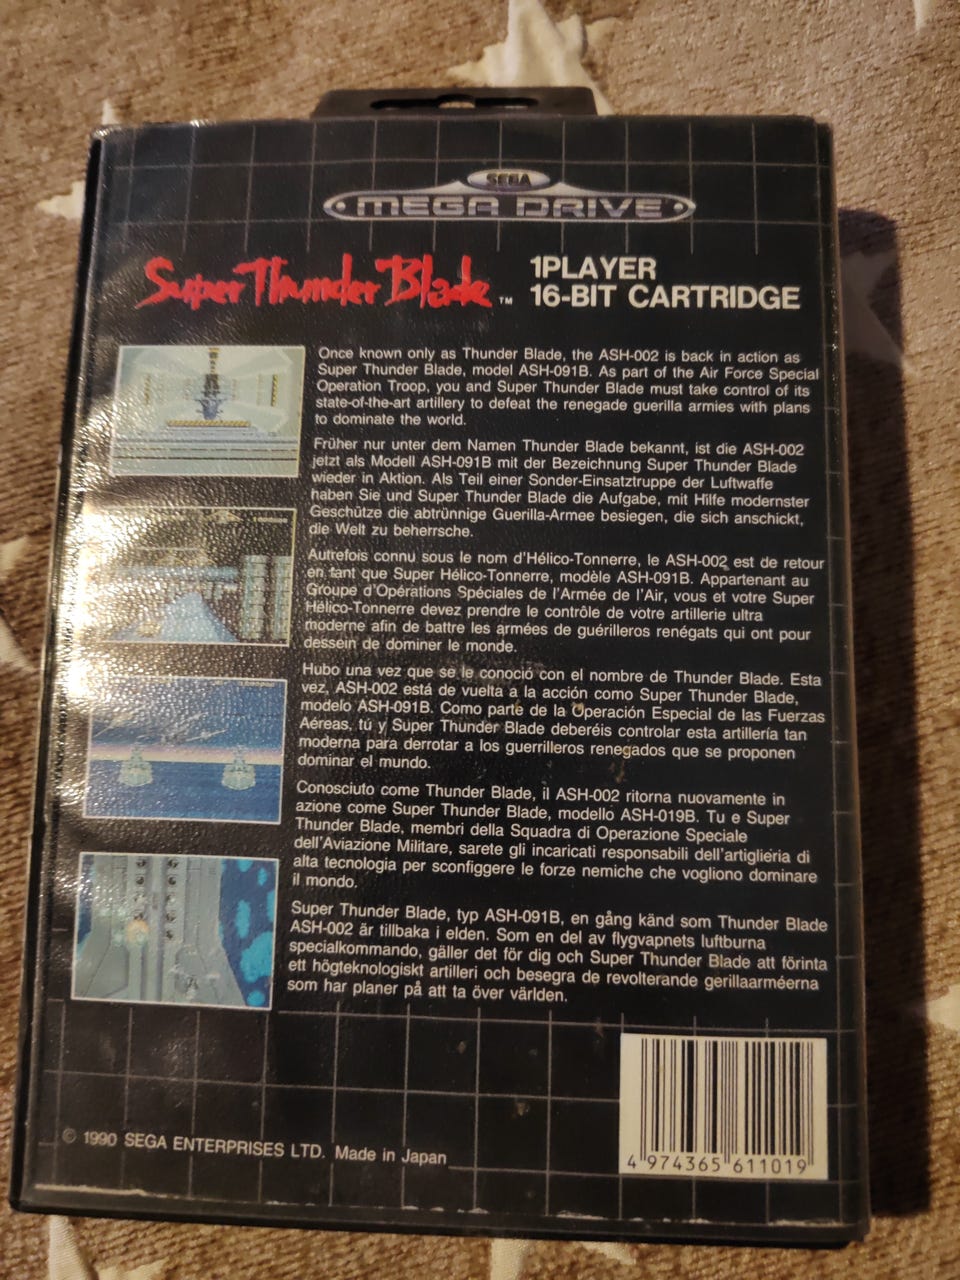 SEGA
MEGA DRIVE
Super Thunder Blade ™
1PLAYER
16-BIT CARTRIDGE
Once known only as Thunder Blade, the ASH-002 is back in action as
Super Thunder Blade, model ASH-091B. As part of the Air Force Special
Operation Troop, you and Super Thunder Blade must take control of its
state-of-the-art artillery to defeat the renegade guerilla armies with plans
to dominate the world.
Früher nur unter dem Namen Thunder Blade bekannt, ist die ASH-002
jetzt als Modell ASH-091B mit der Bezeichnung Super Thunder Blade
wieder in Aktion. Als Teil einer Sonder-Einsatztruppe der Luftwaffe
haben Sie und Super Thunder Blade die Aufgabe, mit Hilfe modernster
Geschütze die abtrünnige Guerilla-Armee besiegen, die sich anschickt,
die Welt zu beherrsche.
Autrefois connu sous le nom d'Hélico-Tonnerre, le ASH-002 est de retour
en tant que Super Hélico-Tonnerre, modèle ASH-091B. Appartenant au
Groupe d'Opérations Spéciales de l'Armée de l'Air, vous et votre Super
Hélico-Tonnerre devez prendre le contrôle de votre artillerie ultra
moderne afin de battre les armées de guérilleros renégats qui ont pour
dessein de dominer le monde.
Hubo una vez que se le conoció con el nombre de Thunder Blade. Esta
vez, ASH-002 está de vuelta a la acción como Super Thunder Blade,
modelo ASH-091B. Como parte de la Operación Especial de las Fuerzas
Aéreas, tú y Super Thunder Blade deberéis controlar esta artillería tan
moderna para derrotar a los guerrilleros renegados que se proponen
dominar el mundo.
Conosciuto come Thunder Blade, il ASH-002 ritorna nuovamente in
azione come Super Thunder Blade, modello ASH-019B. Tu e Super
Thunder Blade, membri della Squadra di Operazione Speciale
dell'Aviazione Militare, sarete gli incaricati responsabili dell'artiglieria di
alta tecnologia per sconfiggere le forze nemiche che vogliono dominare
il mondo.
Super Thunder Blade, typ ASH-091B, en gång känd som Thunder Blade
ASH-002 är tillbaka i elden. Som en del av flygvapnets luftburna
specialkommando, gäller det för dig och Super Thunder Blade att förinta
ett högteknologiskt artilleri och besegra de revolterande gerillaarméerna
som har planer på att ta över världen.
© 1990 SEGA ENTERPRISES LTD. Made in Japan
4 974365 611019